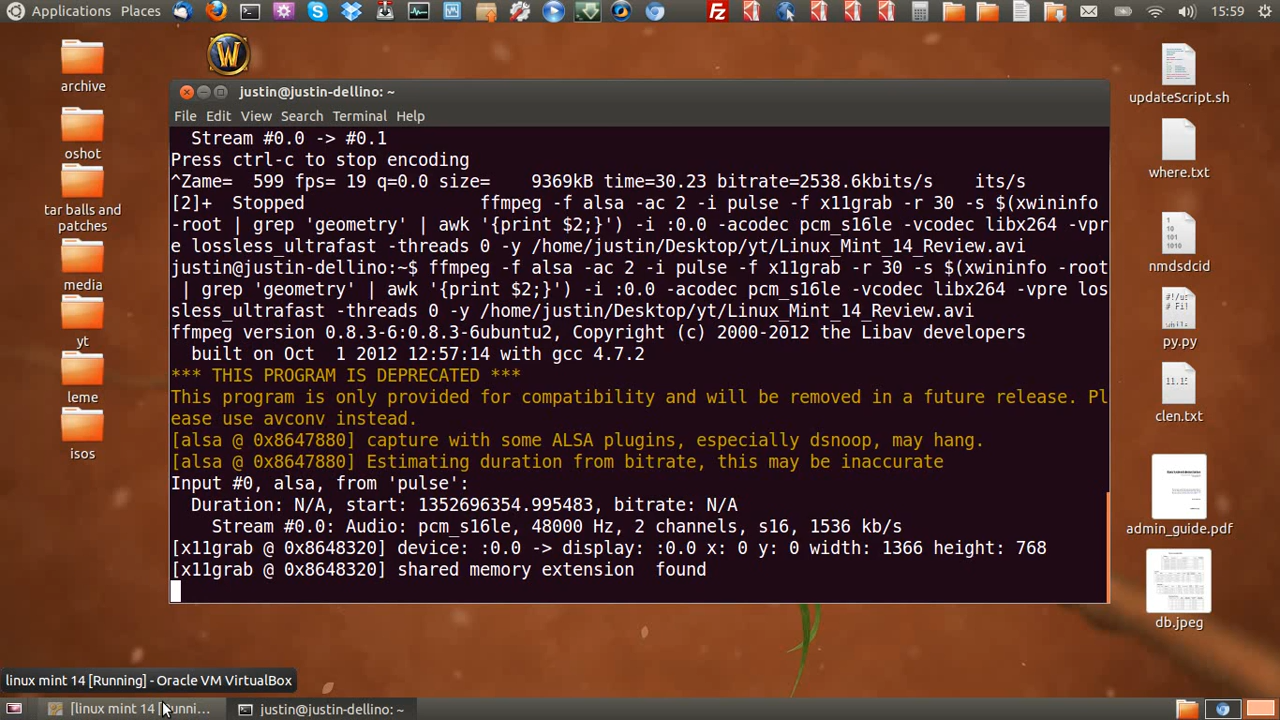 Applications Places 15:59
archive
oshot
tar balls and
patches
media
yt
leme
isos
W
justin@justin-dellino: ~
File Edit View Search Terminal Help
Stream #0.0 -> #0.1
Press ctrl-c to stop encoding
^Zame=  599 fps= 19 q=0.0 size=    9369kB time=30.23 bitrate=2538.6kbits/s    its/s
[2]+  Stopped                 ffmpeg -f alsa -ac 2 -i pulse -f x11grab -r 30 -s $(xwininfo
-root | grep 'geometry' | awk '{print $2;}') -i :0.0 -acodec pcm_s16le -vcodec libx264 -vpr
e lossless_ultrafast -threads 0 -y /home/justin/Desktop/yt/Linux_Mint_14_Review.avi
justin@justin-dellino:~$ ffmpeg -f alsa -ac 2 -i pulse -f x11grab -r 30 -s $(xwininfo -root
| grep 'geometry' | awk '{print $2;}') -i :0.0 -acodec pcm_s16le -vcodec libx264 -vpre los
sless_ultrafast -threads 0 -y /home/justin/Desktop/yt/Linux_Mint_14_Review.avi
ffmpeg version 0.8.3-6:0.8.3-6ubuntu2, Copyright (c) 2000-2012 the Libav developers
built on Oct  1 2012 12:57:14 with gcc 4.7.2
*** THIS PROGRAM IS DEPRECATED ***
This program is only provided for compatibility and will be removed in a future release. Pl
ease use avconv instead.
[alsa @ 0x8647880] capture with some ALSA plugins, especially dsnoop, may hang.
[alsa @ 0x8647880] Estimating duration from bitrate, this may be inaccurate
Input #0, alsa, from 'pulse':
Duration: N/A, start: 1352696354.995483, bitrate: N/A
Stream #0.0: Audio: pcm_s16le, 48000 Hz, 2 channels, s16, 1536 kb/s
[x11grab @ 0x8648320] device: :0.0 -> display: :0.0 x: 0 y: 0 width: 1366 height: 768
[x11grab @ 0x8648320] shared memory extension  found
updateScript.sh
where.txt
1
10
101
1010
nmdsdcid
py.py
11.15
clen.txt
admin_guide.pdf
db.jpeg
linux mint 14 [Running] - Oracle VM VirtualBox
justin@justin-dellino: ~